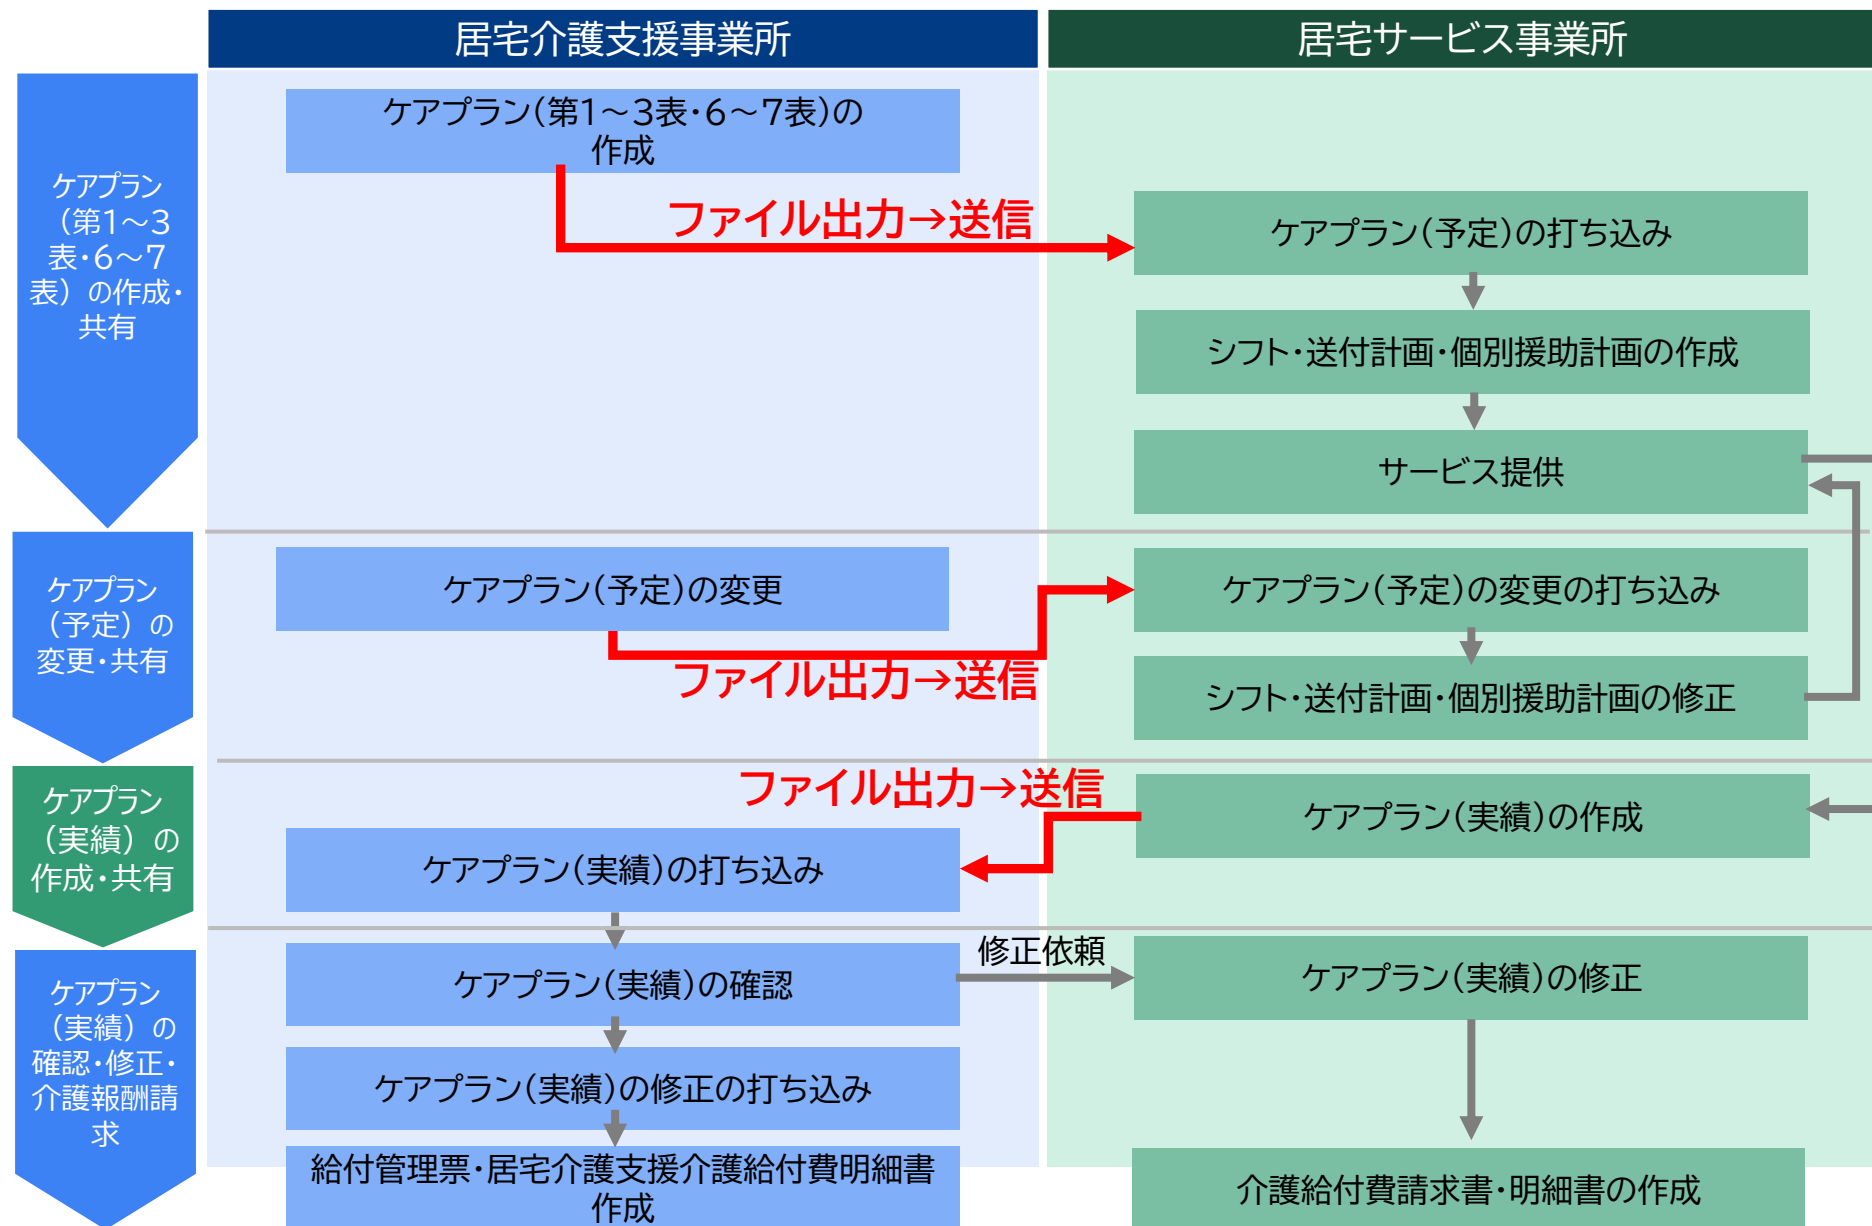 居宅介護支援事業所
居宅サービス事業所
ケアプラン
（第1～3
表・6～7
表）の作成・
共有
ケアプラン(第1～3表・6～7表)の
作成
ファイル出力→送信
ケアプラン(予定)の打ち込み
シフト・送付計画・個別援助計画の作成
サービス提供
ケアプラン
（予定）の
変更・共有
ケアプラン(予定)の変更
ファイル出力→送信
ケアプラン(予定)の変更の打ち込み
シフト・送付計画・個別援助計画の修正
ケアプラン
（実績）の
作成・共有
ファイル出力→送信
ケアプラン(実績)の作成
ケアプラン(実績)の打ち込み
ケアプラン
（実績）の
確認・修正・
介護報酬請
求
ケアプラン(実績)の確認
修正依頼
ケアプラン(実績)の修正
ケアプラン(実績)の修正の打ち込み
給付管理票・居宅介護支援介護給付費明細書
作成
介護給付費請求書・明細書の作成